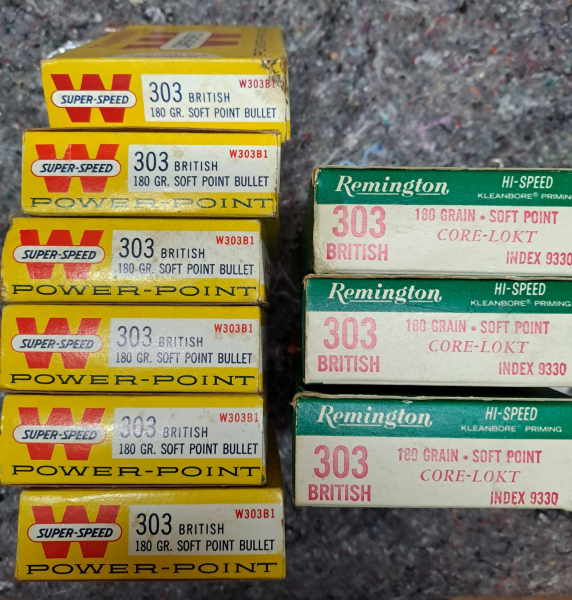 W
SUPER-SPEED
W303B1
303 BRITISH
180 GR. SOFT POINT BULLET
W
SUPER-SPEED
W303B1
303 BRITISH
180 GR. SOFT POINT BULLET
POWER-POINT
W
SUPER-SPEED
W303B1
303 BRITISH
180 GR. SOFT POINT BULLET
POWER-POINT
W
SUPER-SPEED
W303B1
303 BRITISH
180 GR. SOFT POINT BULLET
POWER-POINT
W
SUPER-SPEED
W303B1
303 BRITISH
180 GR. SOFT POINT BULLET
POWER-POINT
W
SUPER-SPEED
W303B1
303 BRITISH
180 GR. SOFT POINT BULLET
POWER-POINT
Remington HI-SPEED
KLEANBORE® PRIMING
303 180 GRAIN • SOFT POINT
BRITISH CORE-LOKT
INDEX 9330
Remington HI-SPEED
KLEANBORE® PRIMING
303 180 GRAIN • SOFT POINT
BRITISH CORE-LOKT
INDEX 9330
Remington HI-SPEED
KLEANBORE® PRIMING
303 180 GRAIN • SOFT POINT
BRITISH CORE-LOKT
INDEX 9330